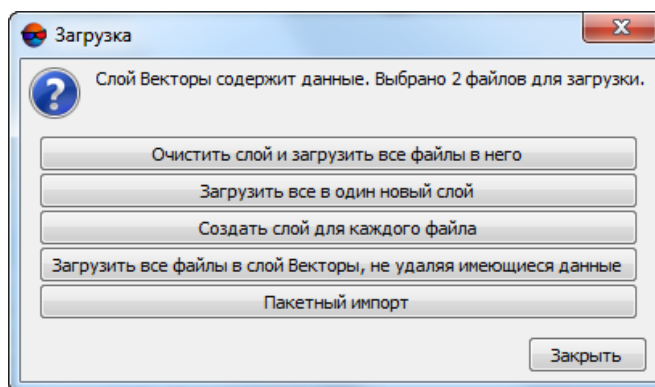 Загрузка
Слой Векторы содержит данные. Выбрано 2 файлов для загрузки.
Очистить слой и загрузить все файлы в него
Загрузить все в один новый слой
Создать слой для каждого файла
Загрузить все файлы в слой Векторы, не удаляя имеющиеся данные
Пакетный импорт
Закрыть